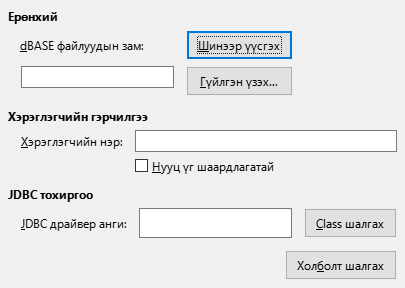 Ерөнхий
dBASE файлуудын зам:
Шинээр үүсгэх
Гүйлгэн үзэх...
Хэрэглэгчийн гэрчилгээ
Хэрэглэгчийн нэр:
Нууц үг шаардлагатай
JDBC тохиргоо
JDBC драйвер анги:
Class шалгах
Холболт шалгах